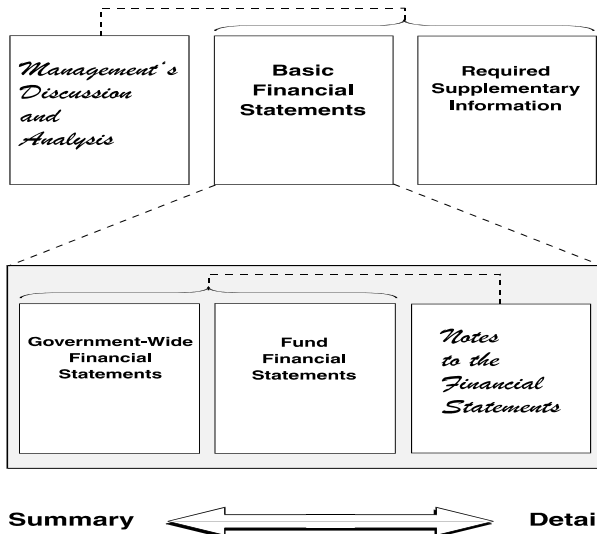 Management's
Discussion
and
Analysis
Basic
Financial
Statements
Required
Supplementary
Information
Government-Wide
Financial
Statements
Fund
Financial
Statements
Notes
to the
Financial
Statements
Summary
Detai